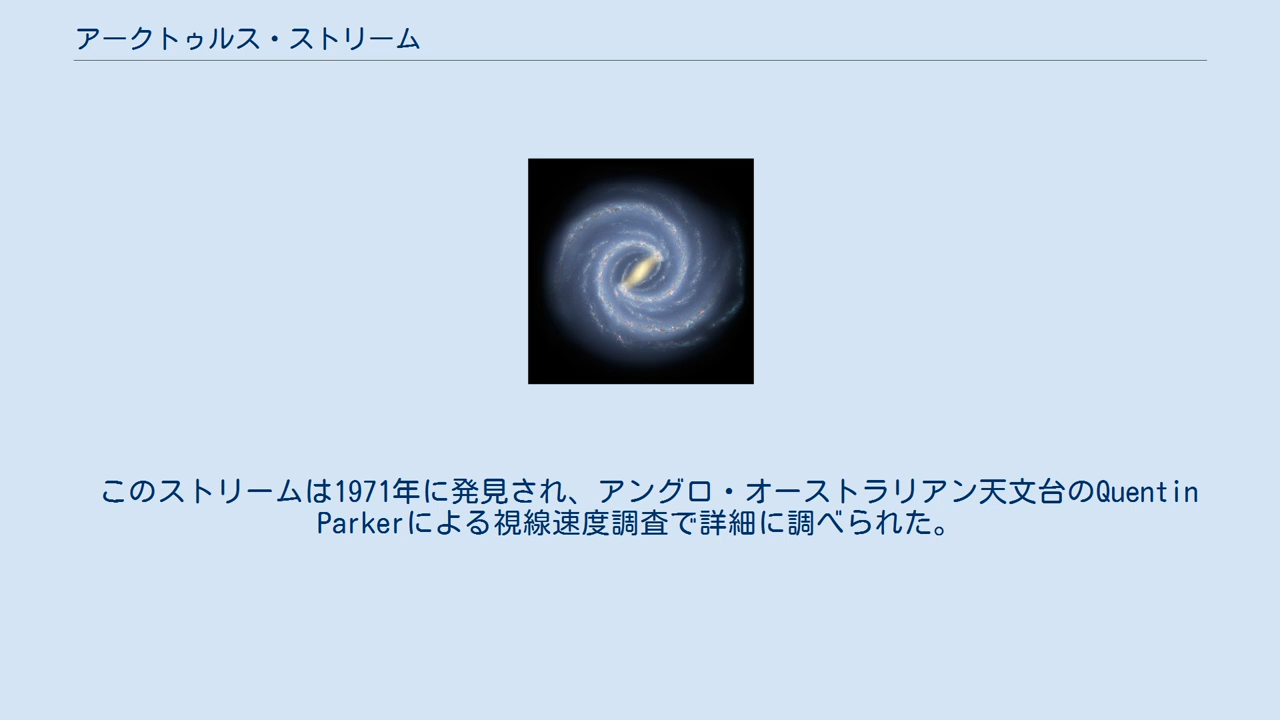 アークトゥルス・ストリーム
このストリームは1971年に発見され、アングロ・オーストラリアン天文台のQuentin
Parkerによる視線速度調査で詳細に調べられた。